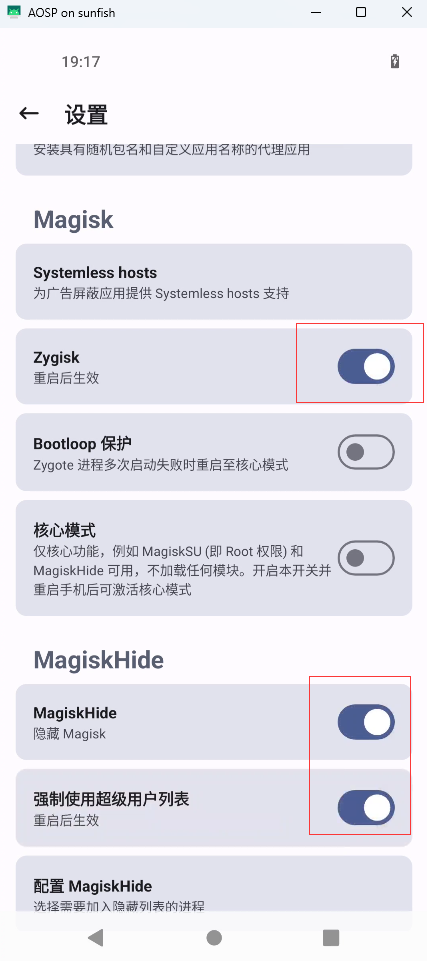 AOSP on sunfish
19:17
设置
安装具有随机包名和自定义应用名称的代理应用
Magisk
Systemless hosts
为广告屏蔽应用提供 Systemless hosts 支持
Zygisk
重启后生效
Bootloop 保护
Zygote 进程多次启动失败时重启至核心模式
核心模式
仅核心功能，例如 MagiskSU (即 Root 权限) 和
MagiskHide 可用，不加载任何模块。开启本开关并
重启手机后可激活核心模式
MagiskHide
MagiskHide
隐藏 Magisk
强制使用超级用户列表
重启后生效
配置 MagiskHide
选择需要加入隐藏列表的进程